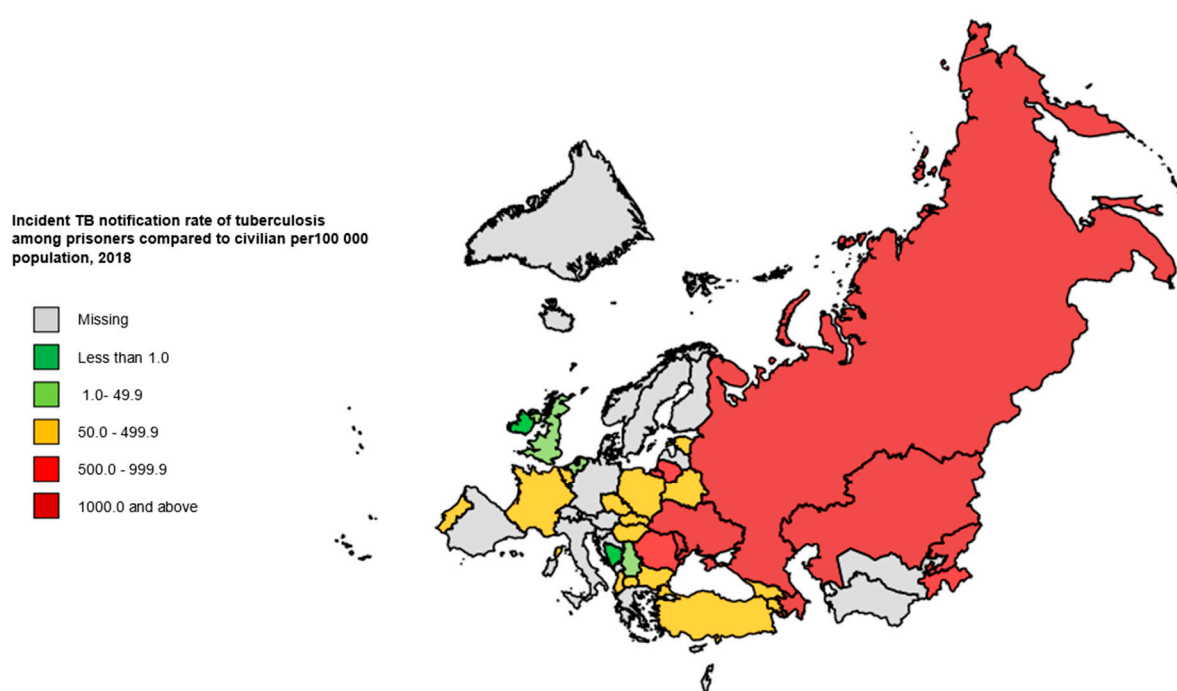 Incident TB notification rate of tuberculosis
among prisoners compared to civilian per100 000
population, 2018
Missing
Less than 1.0
1.0- 49.9
50.0 - 499.9
500.0 - 999.9
1000.0 and above